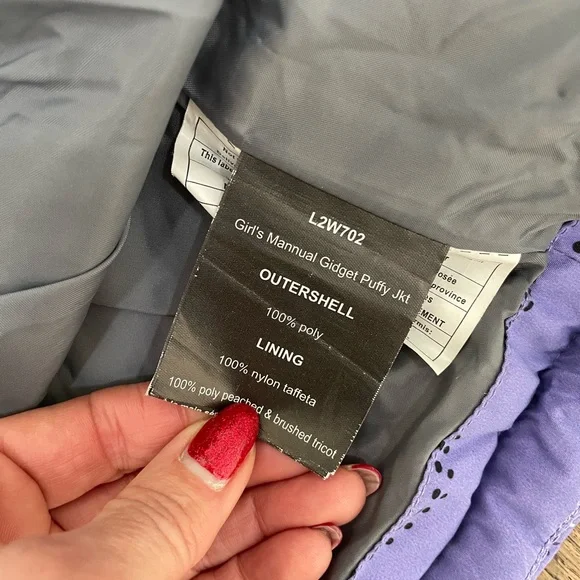 This
L2W702
Girl's Mannual Gidget Puffy Jkt
OUTERSHELL
100% poly
LINING
100% nylon taffeta
100% poly peached & brushed tricot
province